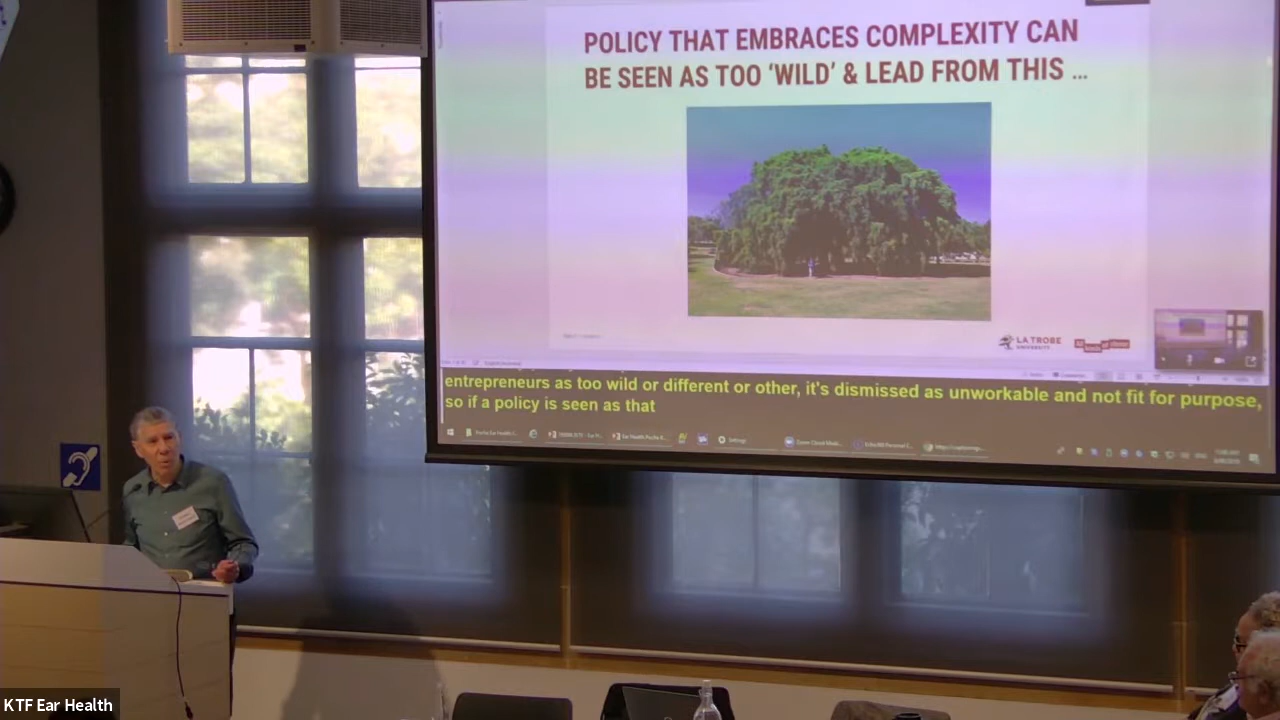 POLICY THAT EMBRACES COMPLEXITY CAN
BE SEEN AS TOO ‘WILD’ & LEAD FROM THIS ...
LA TROBE
UNIVERSITY
entrepreneurs as too wild or different or other, it's dismissed as unworkable and not fit for purpose,
so if a policy is seen as that
Settings
KTF Ear Health